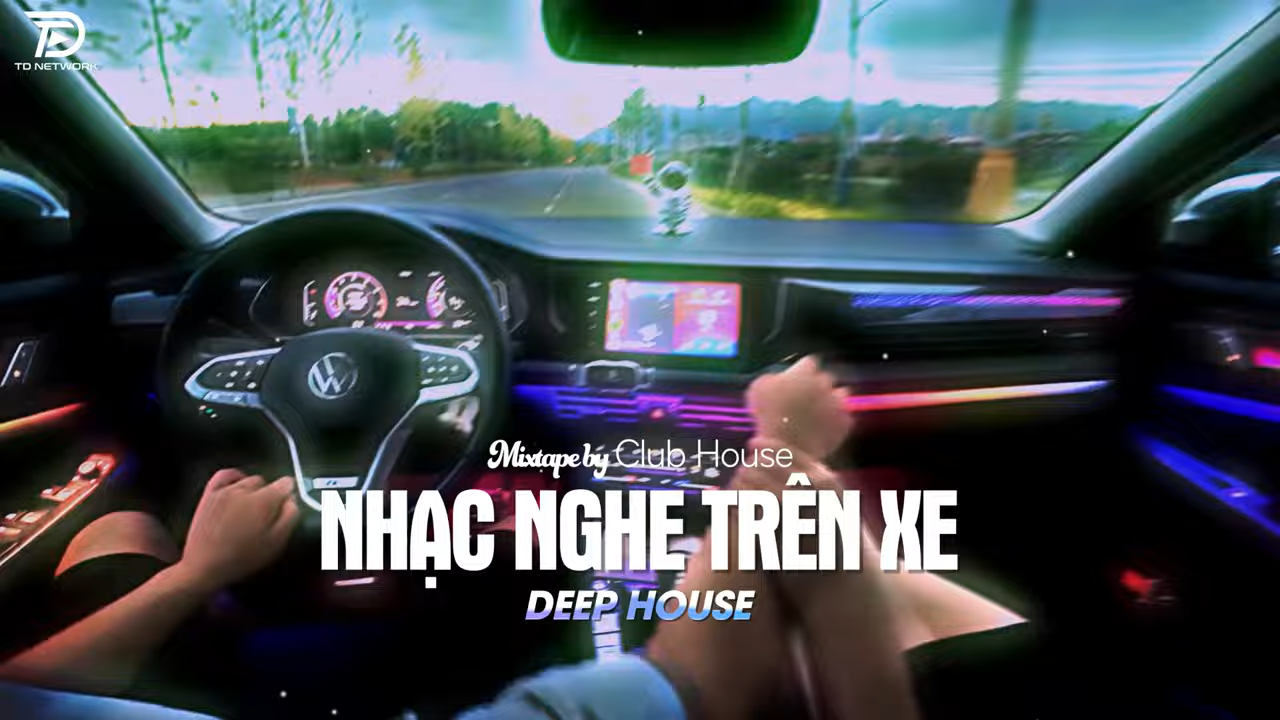 TD NETWORK
Mixtape by Club House
NHẠC NGHE TRÊN XE
DEEP HOUSE